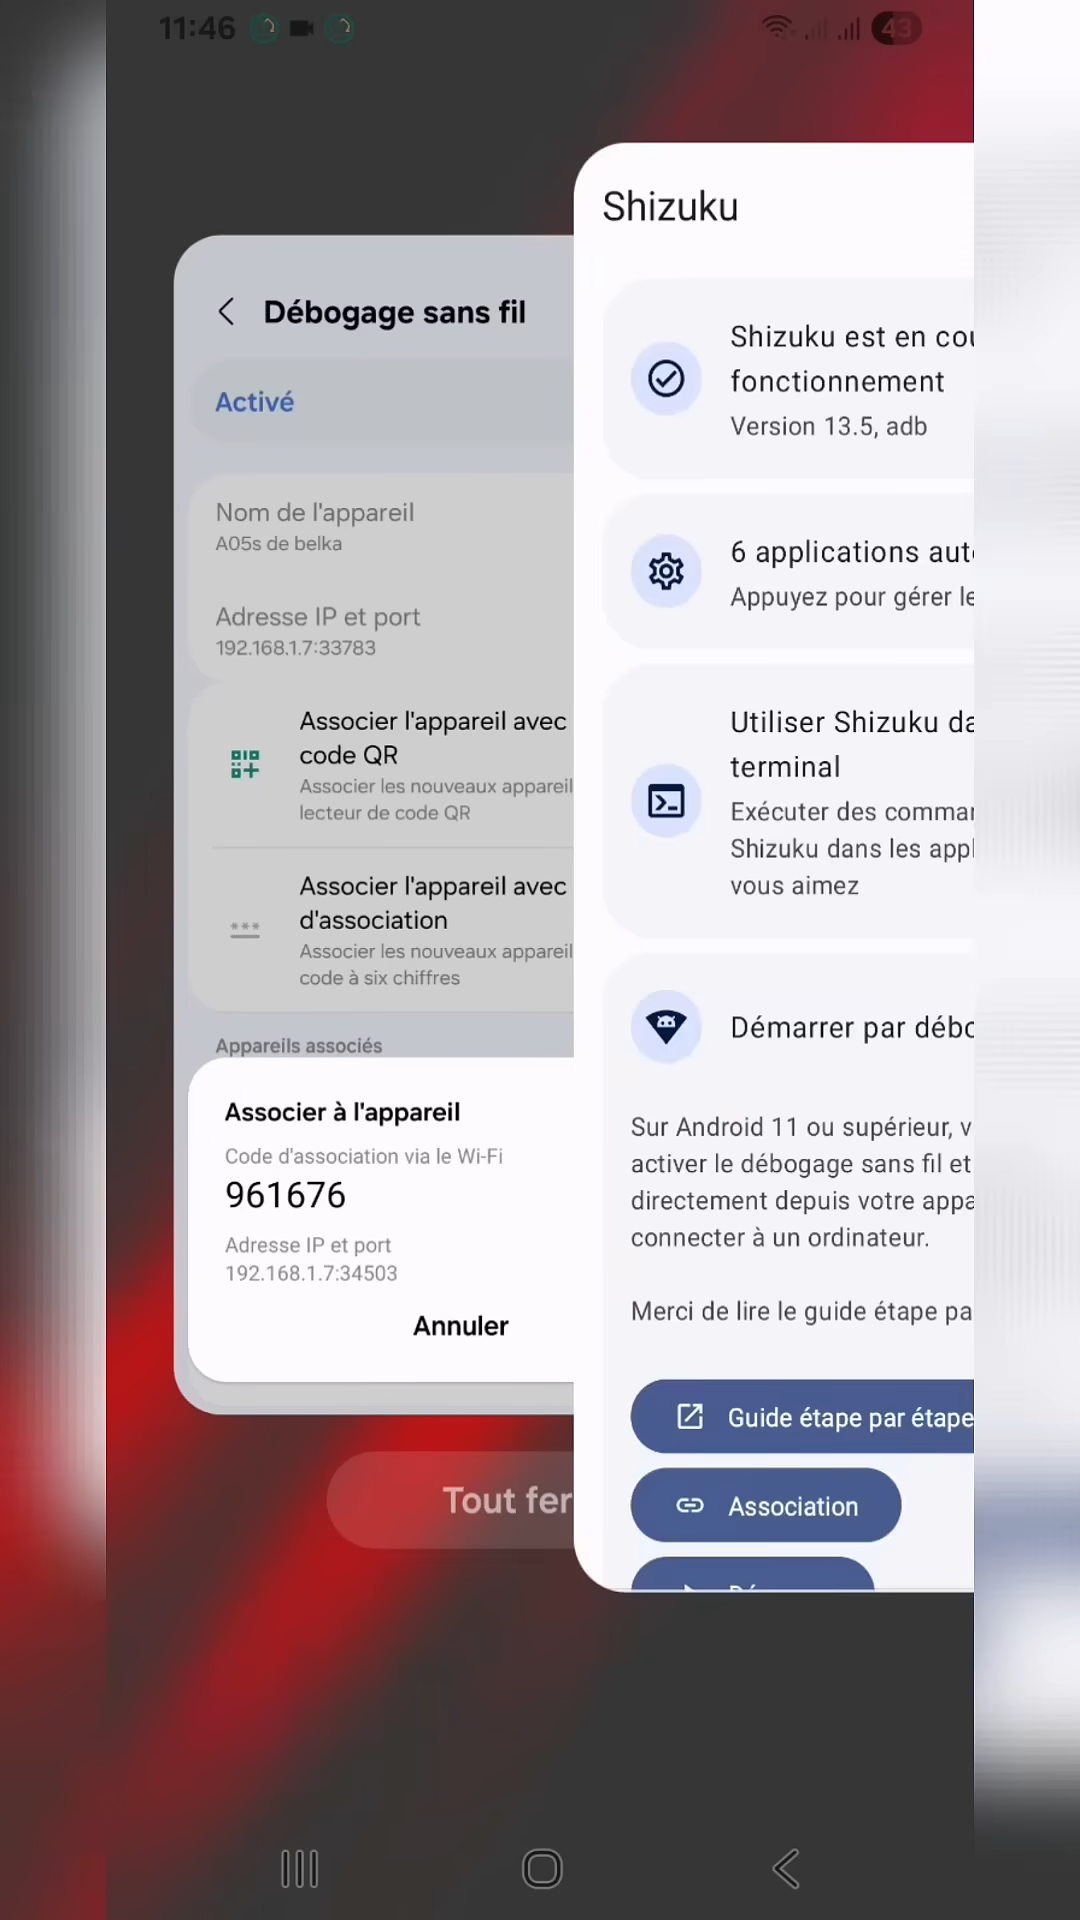 11:46
43
Débogage sans fil
Activé
Nom de l'appareil
A05s de belka
Adresse IP et port
192.168.1.7:33783
Associer l'appareil avec
code QR
Associer les nouveaux appareil
lecteur de code QR
Associer l'appareil avec
d'association
Associer les nouveaux appareil
code à six chiffres
Appareils associés
Associer à l'appareil
Code d'association via le Wi-Fi
961676
Adresse IP et port
192.168.1.7:34503
Annuler
Tout fer
Shizuku
Shizuku est en cou
fonctionnement
Version 13.5, adb
6 applications aut
Appuyez pour gérer le
Utiliser Shizuku da
terminal
Exécuter des comman
Shizuku dans les appl
vous aimez
Démarrer par débo
Sur Android 11 ou supérieur, v
activer le débogage sans fil et
directement depuis votre appa
connecter à un ordinateur.
Merci de lire le guide étape pa
Guide étape par étape
Association